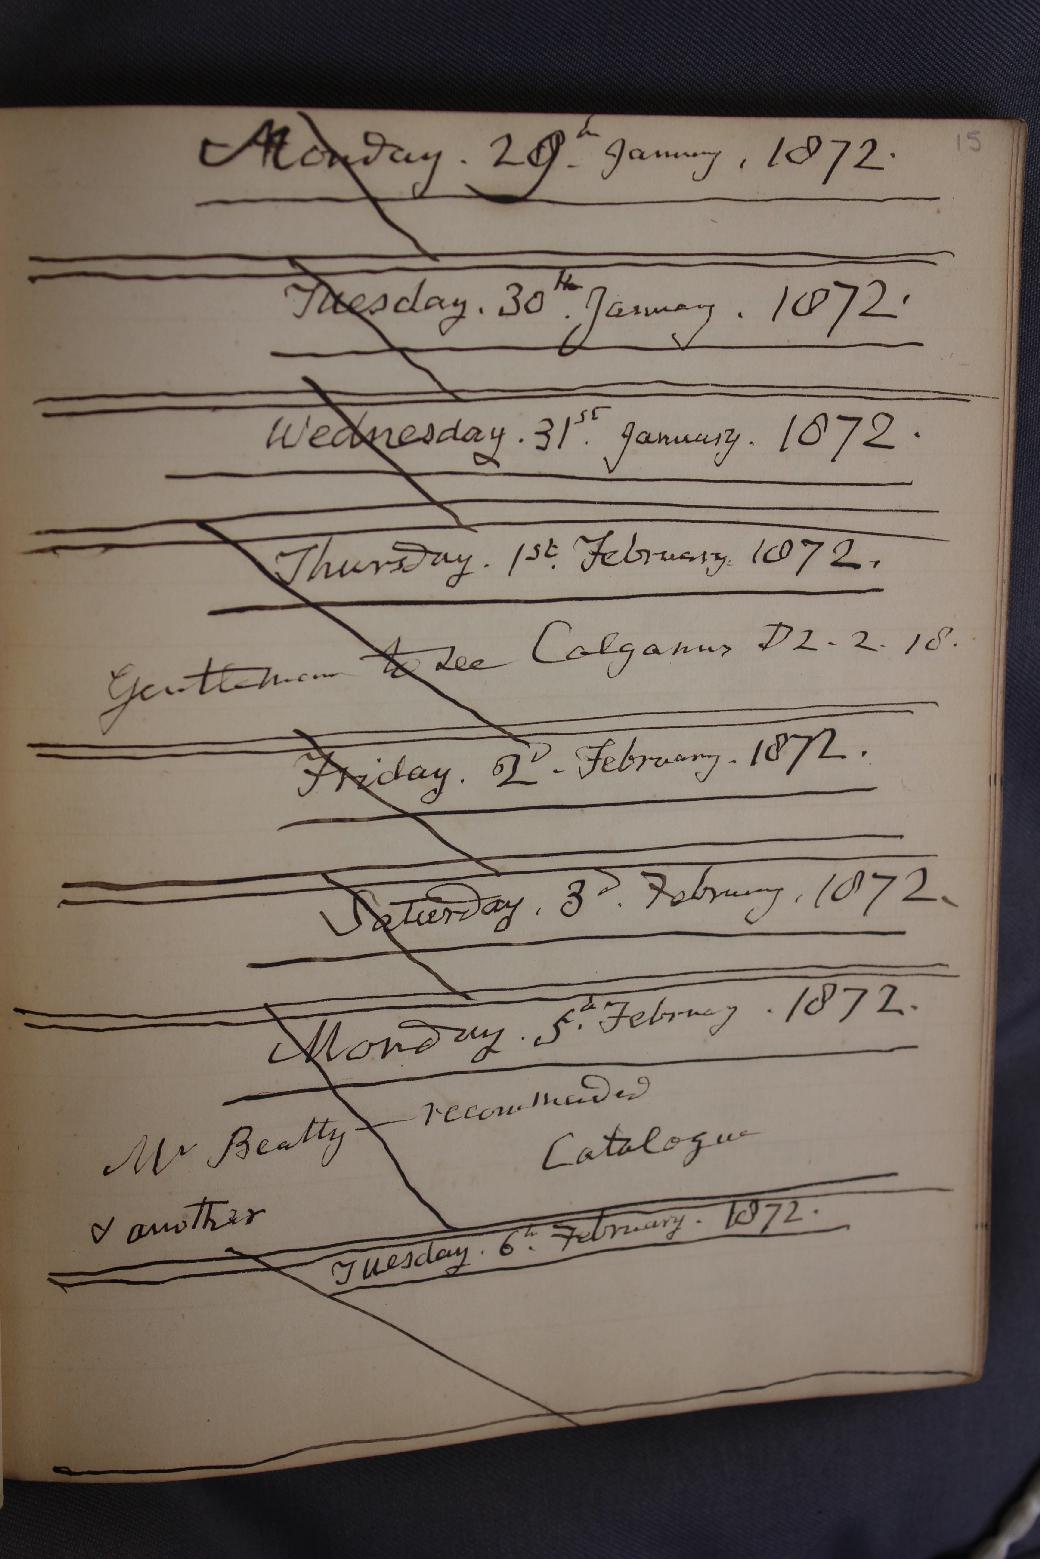 15
Monday. 29th January, 1872.
Tuesday. 30th January. 1872.
Wednesday. 31st January. 1872.
Thursday. 1st February. 1872.
Gentleman to see Colganus D2-2. 18.
Friday. 2d - February. 1872.
Saturday. 3d. February. 1872.
Monday. 5th February. 1872.
Mr Beatty — recommended
Catalogue
& another
Tuesday. 6th. February. 1872.